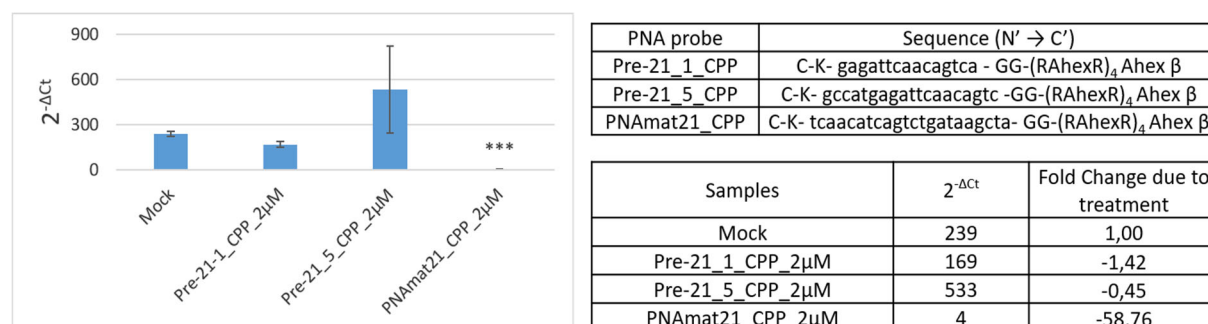 900
600
300
0
2-ΔCt
***
Mock
Pre-21-1_CPP_2µM
Pre-21_5_CPP_2µM
PNAmat21_CPP_2µM
PNA probe Sequence (N' → C')
Pre-21_1_CPP C-K- gagattcaacagtca - GG-(RAhexR)4 Ahex β
Pre-21_5_CPP C-K- gccatgagattcaacagtc -GG-(RAhexR)4 Ahex β
PNAmat21_CPP C-K- tcaacatcagtctgataagcta- GG-(RAhexR)4 Ahex β
Samples 2-ΔCt Fold Change due to
treatment
Mock 239 1,00
Pre-21_1_CPP_2µM 169 -1,42
Pre-21_5_CPP_2µM 533 -0,45
PNAmat21_CPP_2µM 4 -58,76